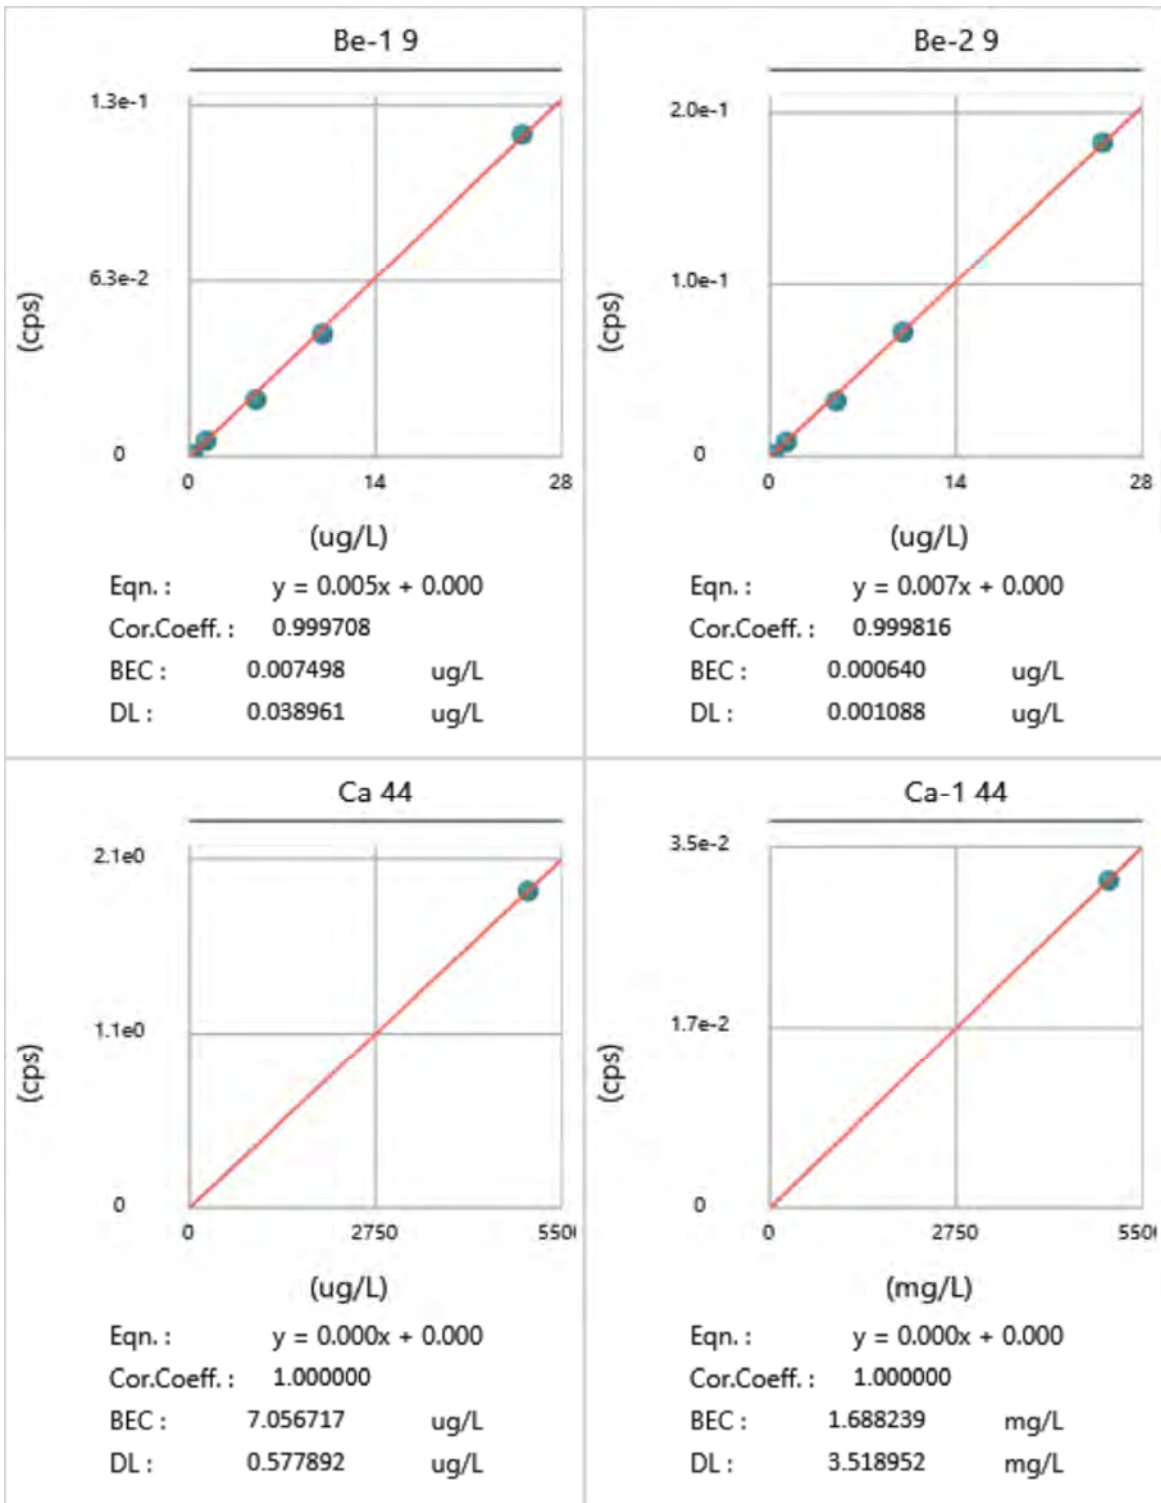 Be-1 9
1.3e-1
6.3e-2
0
(cps)
0 14 28
(ug/L)
Eqn. : y = 0.005x + 0.000
Cor.Coeff. : 0.999708
BEC : 0.007498 ug/L
DL : 0.038961 ug/L
Be-2 9
2.0e-1
1.0e-1
0
(cps)
0 14 28
(ug/L)
Eqn. : y = 0.007x + 0.000
Cor.Coeff. : 0.999816
BEC : 0.000640 ug/L
DL : 0.001088 ug/L
Ca 44
2.1e0
1.1e0
0
(cps)
0 2750 550
(ug/L)
Eqn. : y = 0.000x + 0.000
Cor.Coeff. : 1.000000
BEC : 7.056717 ug/L
DL : 0.577892 ug/L
Ca-1 44
3.5e-2
1.7e-2
0
(cps)
0 2750 550
(mg/L)
Eqn. : y = 0.000x + 0.000
Cor.Coeff. : 1.000000
BEC : 1.688239 mg/L
DL : 3.518952 mg/L